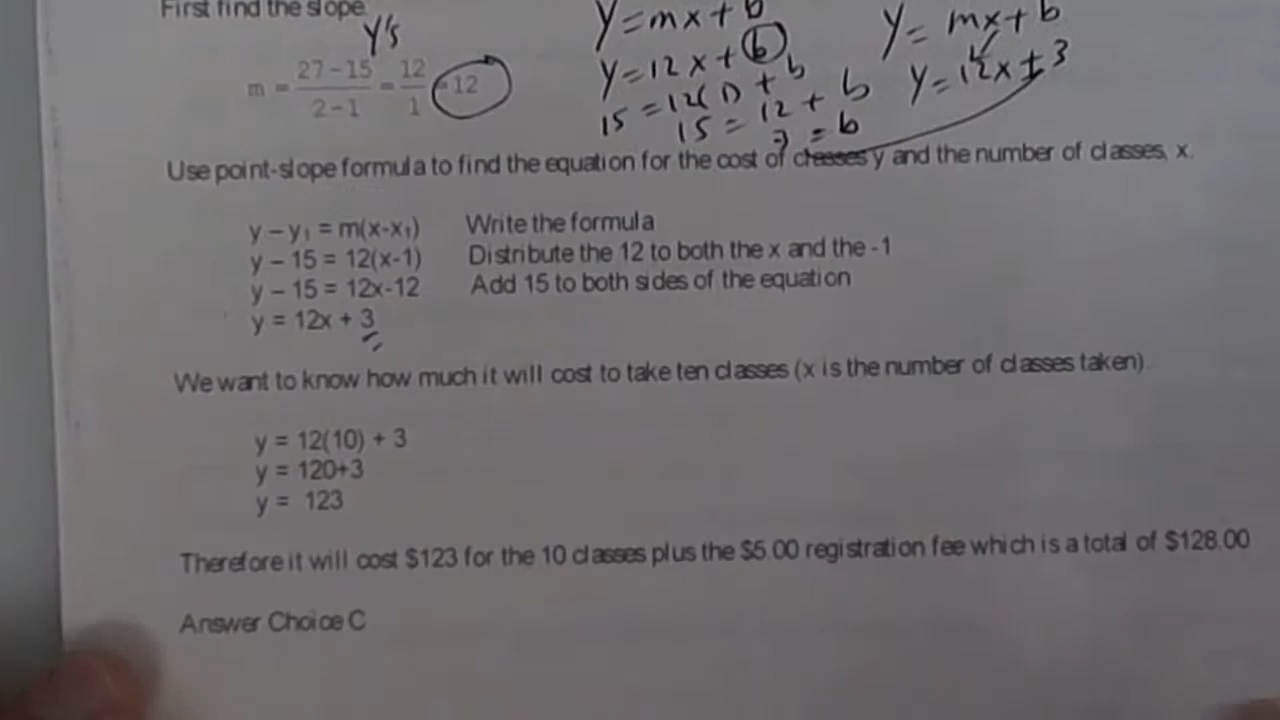 First find the slope
Y's
m = 27 - 15 / 2 - 1 = 12 / 1 = 12
y = mx + b
y = 12x + b
15 = 12(1) + b
15 = 12 + b
3 = b
y = mx + b
y = 12x + 3
Use point-slope formula to find the equation for the cost of classes y and the number of classes, x.
y – y₁ = m(x-x₁) Write the formula
y – 15 = 12(x-1) Distribute the 12 to both the x and the -1
y – 15 = 12x-12 Add 15 to both sides of the equation
y = 12x + 3
We want to know how much it will cost to take ten classes (x is the number of classes taken).
y = 12(10) + 3
y = 120+3
y = 123
Therefore it will cost $123 for the 10 classes plus the $5.00 registration fee which is a total of $128.00
Answer Choice C